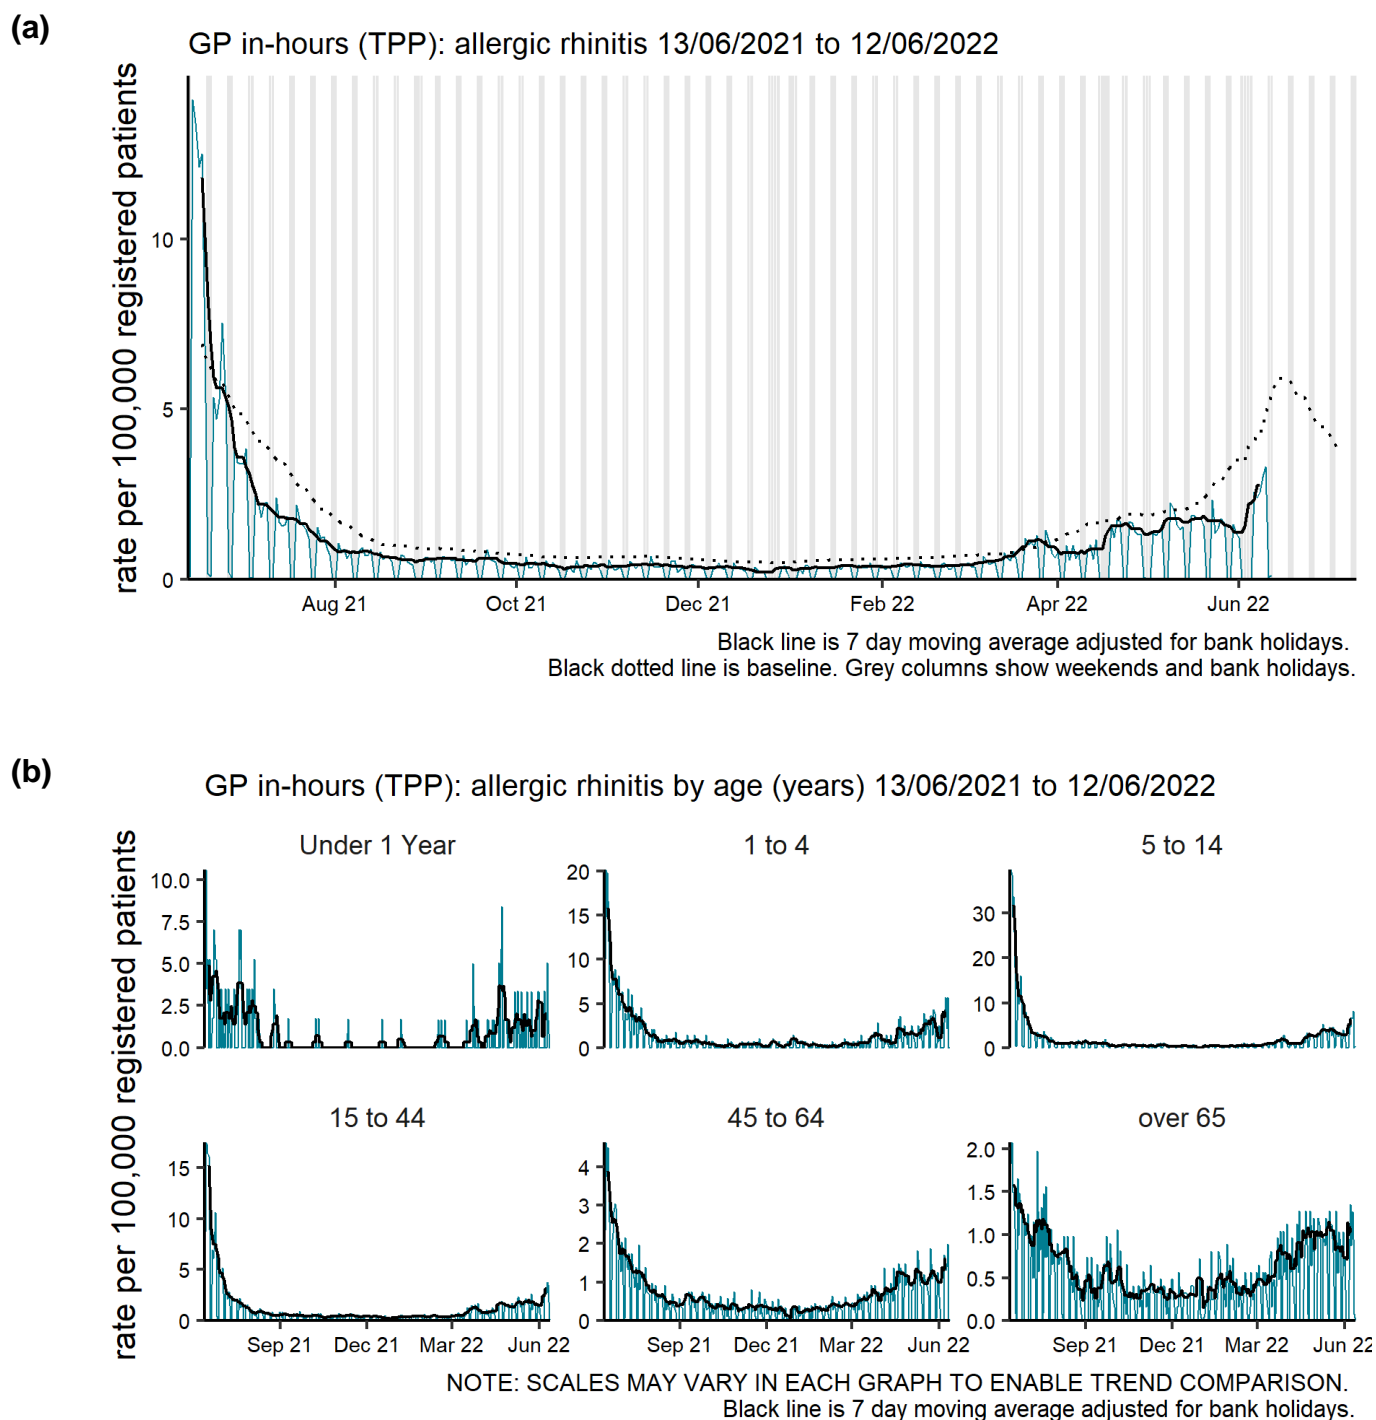 (a)
GP in-hours (TPP): allergic rhinitis 13/06/2021 to 12/06/2022
rate per 100,000 registered patients
10
5
0
Aug 21 Oct 21 Dec 21 Feb 22 Apr 22 Jun 22
Black line is 7 day moving average adjusted for bank holidays.
Black dotted line is baseline. Grey columns show weekends and bank holidays.
(b)
GP in-hours (TPP): allergic rhinitis by age (years) 13/06/2021 to 12/06/2022
rate per 100,000 registered patients
Under 1 Year
10.0
7.5
5.0
2.5
0.0
1 to 4
20
15
10
5
0
5 to 14
30
20
10
0
15 to 44
15
10
5
0
Sep 21 Dec 21 Mar 22 Jun 22
45 to 64
4
3
2
1
0
Sep 21 Dec 21 Mar 22 Jun 22
over 65
2.0
1.5
1.0
0.5
0.0
Sep 21 Dec 21 Mar 22 Jun 22
NOTE: SCALES MAY VARY IN EACH GRAPH TO ENABLE TREND COMPARISON.
Black line is 7 day moving average adjusted for bank holidays.